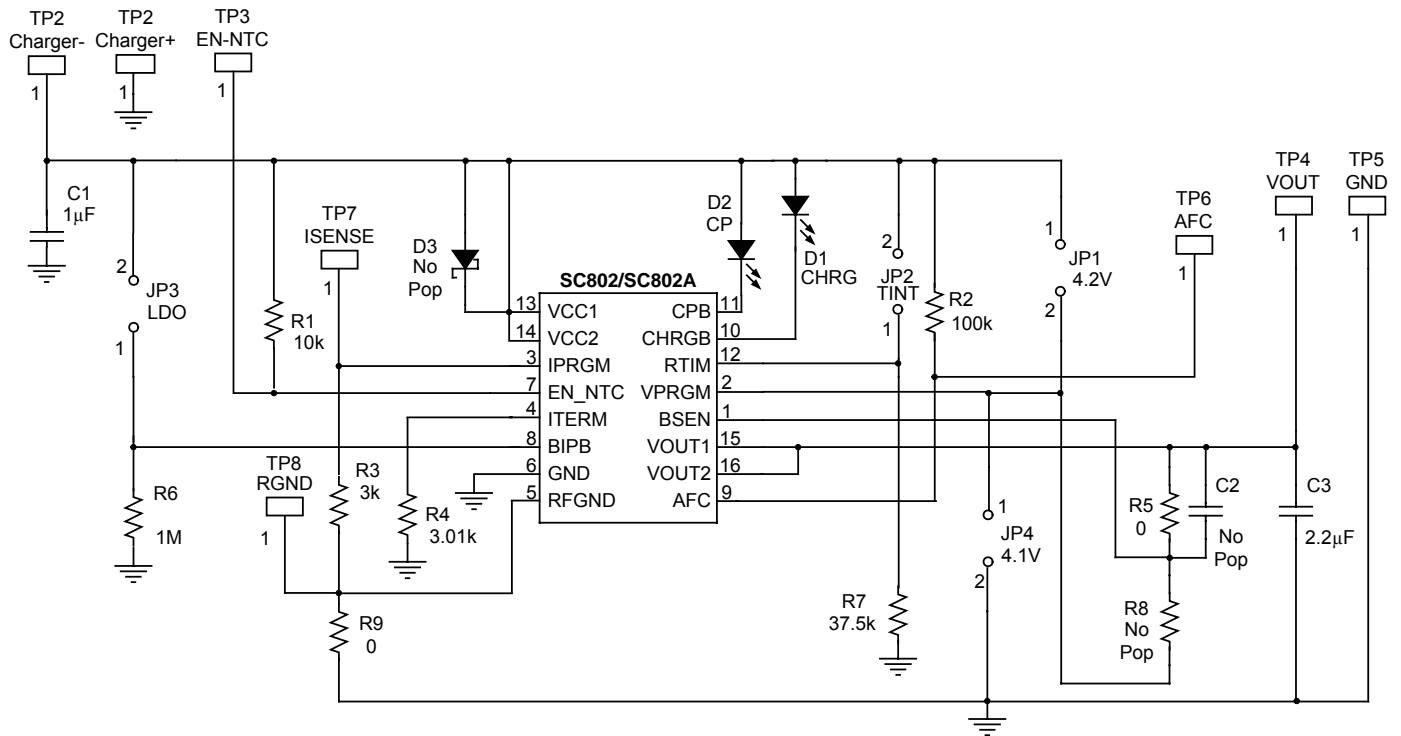 TP2
Charger-
1
TP2
Charger+
1
TP3
EN-NTC
1
C1
1µF
2
JP3
LDO
1
R6
1M
R1
10k
TP7
ISENSE
1
D3
No
Pop
TP8
RGND
1
R3
3k
R9
0
R4
3.01k
SC802/SC802A
13 VCC1
14 VCC2
3 IPRGM
7 EN_NTC
4 ITERM
8 BIPB
6 GND
5 RFGND
CPB 11
CHRGB 10
RTIM 12
VPRGM 2
BSEN 1
VOUT1 15
VOUT2 16
AFC 9
D2
CP
D1
CHRG
2
JP2
TINT
1
R2
100k
R7
37.5k
1
JP1
4.2V
2
1
JP4
4.1V
2
TP6
AFC
1
TP4
VOUT
1
TP5
GND
1
R5
0
C2
No
Pop
R8
No
Pop
C3
2.2µF